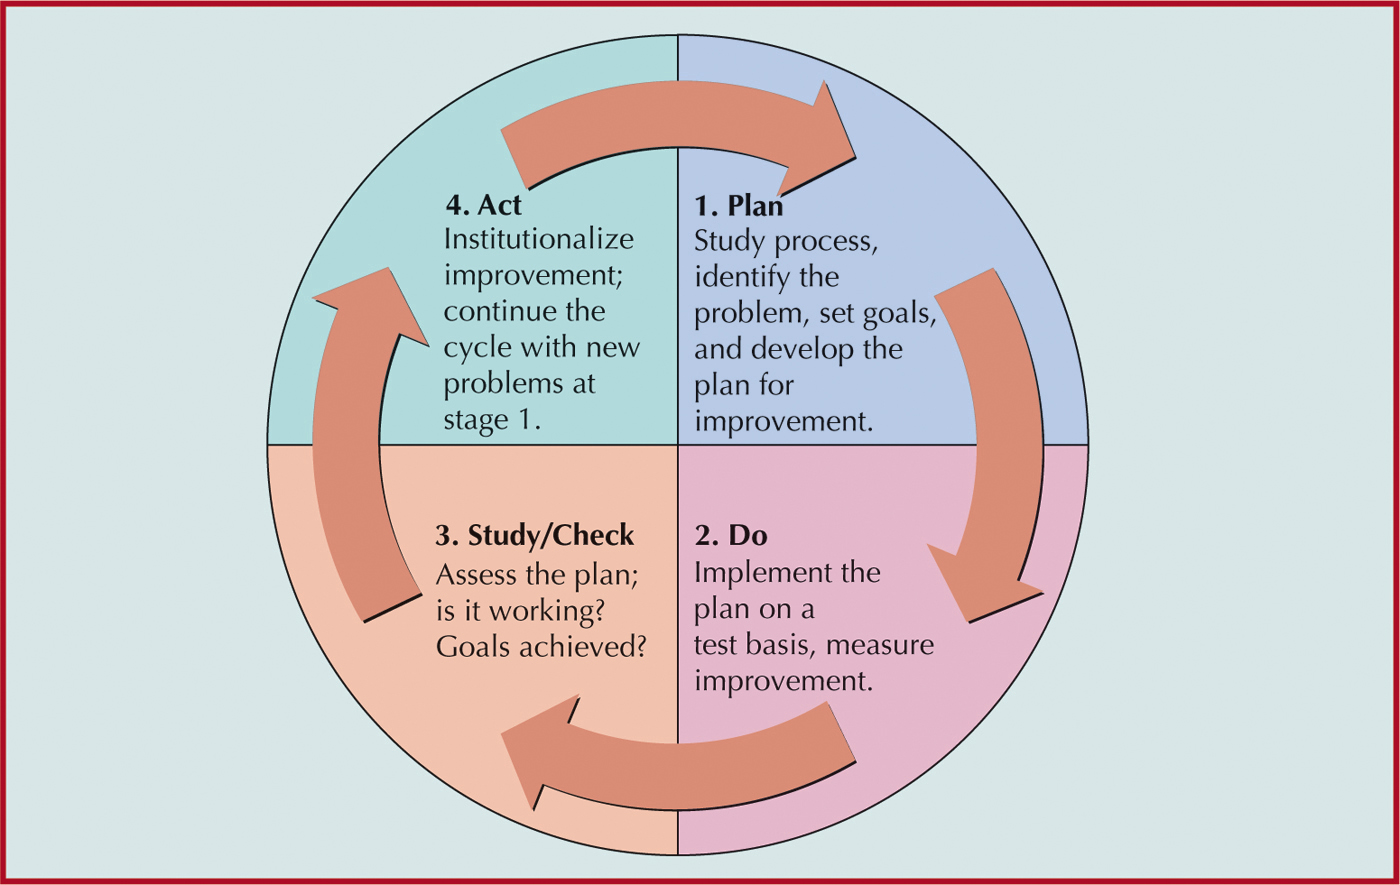 1. Plan
Study process,
identify the
problem, set goals,
and develop the
plan for
improvement.
2. Do
Implement the
plan on a
test basis, measure
improvement.
3. Study/Check
Assess the plan;
is it working?
Goals achieved?
4. Act
Institutionalize
improvement;
continue the
cycle with new
problems at
stage 1.